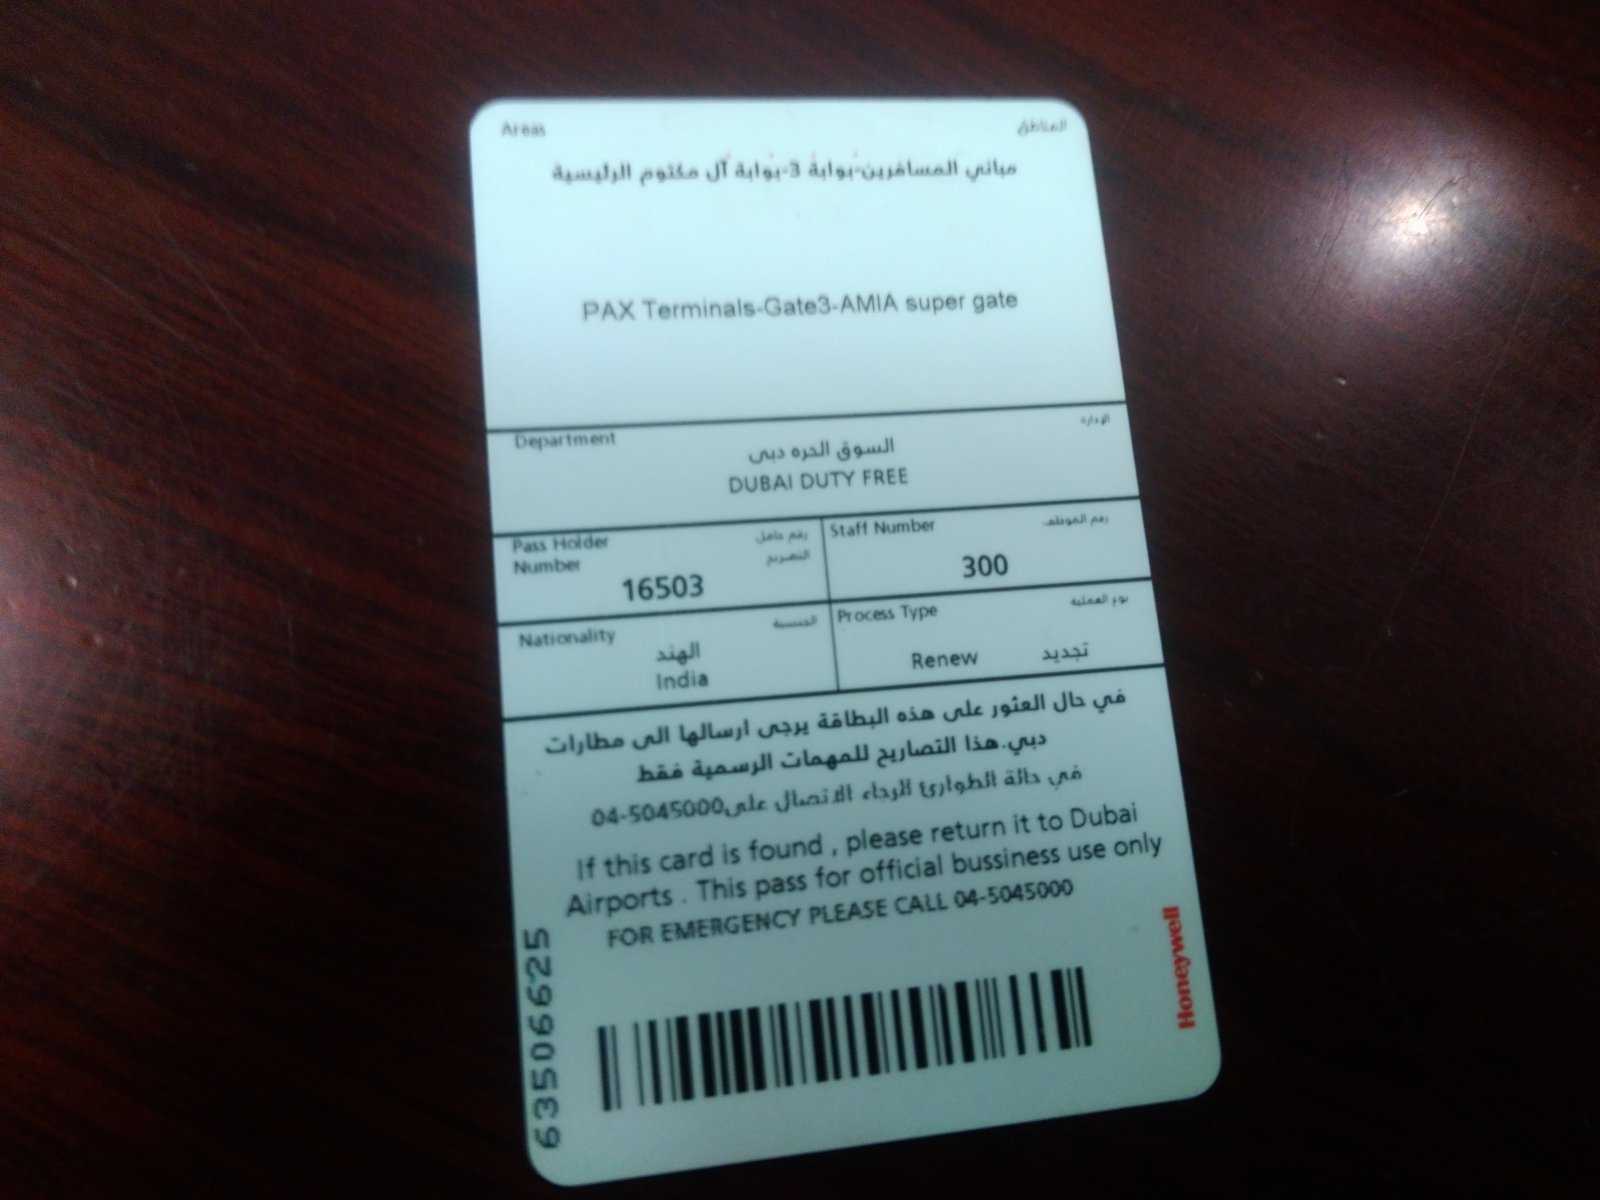 Areas المناطق
مباني المسافرين-بوابة 3-بوابة آل مكتوم الرئيسية
PAX Terminals-Gate3-AMIA super gate
Department الإدارة
السوق الحره دبي
DUBAI DUTY FREE
Pass Holder رقم حامل
Number التصريح
16503
Staff Number رقم الموظف
300
Nationality الجنسية
الهند
India
Process Type نوع العملية
Renew تجديد
في حال العثور على هذه البطاقة يرجى ارسالها الى مطارات
دبي.هذا التصاريح للمهمات الرسمية فقط
في حالة الطوارئ الرجاء الاتصال على,04-5045000
If this card is found , please return it to Dubai
Airports . This pass for official bussiness use only
FOR EMERGENCY PLEASE CALL 04-5045000
63506625
Honeywell